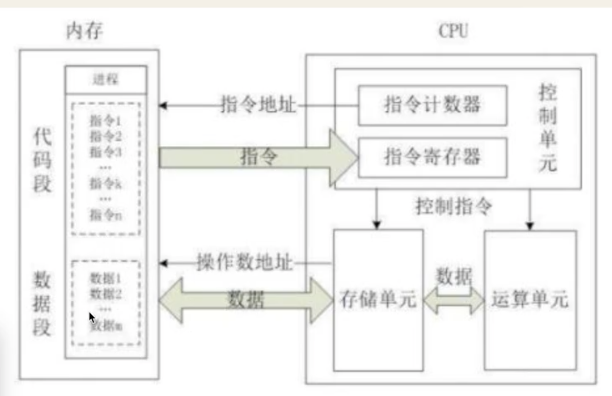 内存
CPU
进程
指令1
指令2
指令3
...
指令k
...
指令n
代码段
数据1
数据2
...
数据m
数据段
指令地址
指令
操作数地址
数据
指令计数器
指令寄存器
控制单元
控制指令
存储单元
数据
运算单元